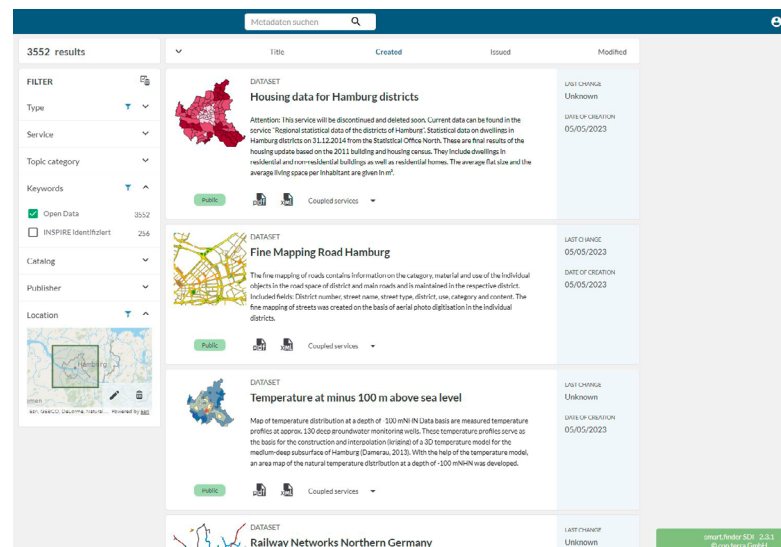 Metadaten suchen
3552 results
Title Created Issued Modified
FILTER
Type
Service
Topic category
Keywords
Open Data 3552
INSPIRE Identifiziert 256
Catalog
Publisher
Location
Hamburg
Powered by Esri
DATASET
Housing data for Hamburg districts
Attention: This service will be discontinued and deleted soon. Current data can be found in the
service "Regional statistical data of the districts of Hamburg". Statistical data on dwellings in
Hamburg districts on 31.12.2014 from the Statistical Office North. These are final results of the
housing update based on the 2011 building and housing census. They include dwellings in
residential and non-residential buildings as well as residential homes. The average flat size and the
average living space per inhabitant are given in m².
Public pdf xml Coupled services
LAST CHANGE
Unknown
DATE OF CREATION
05/05/2023
DATASET
Fine Mapping Road Hamburg
The fine mapping of roads contains information on the category, material and use of the individual
objects in the road space of district and main roads and is maintained in the respective district.
Included fields: District number, street name, street type, district, use, category and content. The
fine mapping of streets was created on the basis of aerial photo digitisation in the individual
districts.
Public pdf xml Coupled services
LAST CHANGE
05/05/2023
DATE OF CREATION
05/05/2023
DATASET
Temperature at minus 100 m above sea level
Map of temperature distribution at a depth of -100 mNHN Data basis are measured temperature
profiles at approx. 130 deep groundwater monitoring wells. These temperature profiles serve as
the basis for the construction and interpolation (kriging) of a 3D temperature model for the
medium-deep subsurface of Hamburg (Damerau, 2013). With the help of the temperature model,
an area map of the natural temperature distribution at a depth of -100 mNHN was developed.
Public pdf xml Coupled services
LAST CHANGE
Unknown
DATE OF CREATION
05/05/2023
DATASET
Railway Networks Northern Germany
LAST CHANGE
Unknown
smart.finder SDI 2.3.1
© con terra GmbH